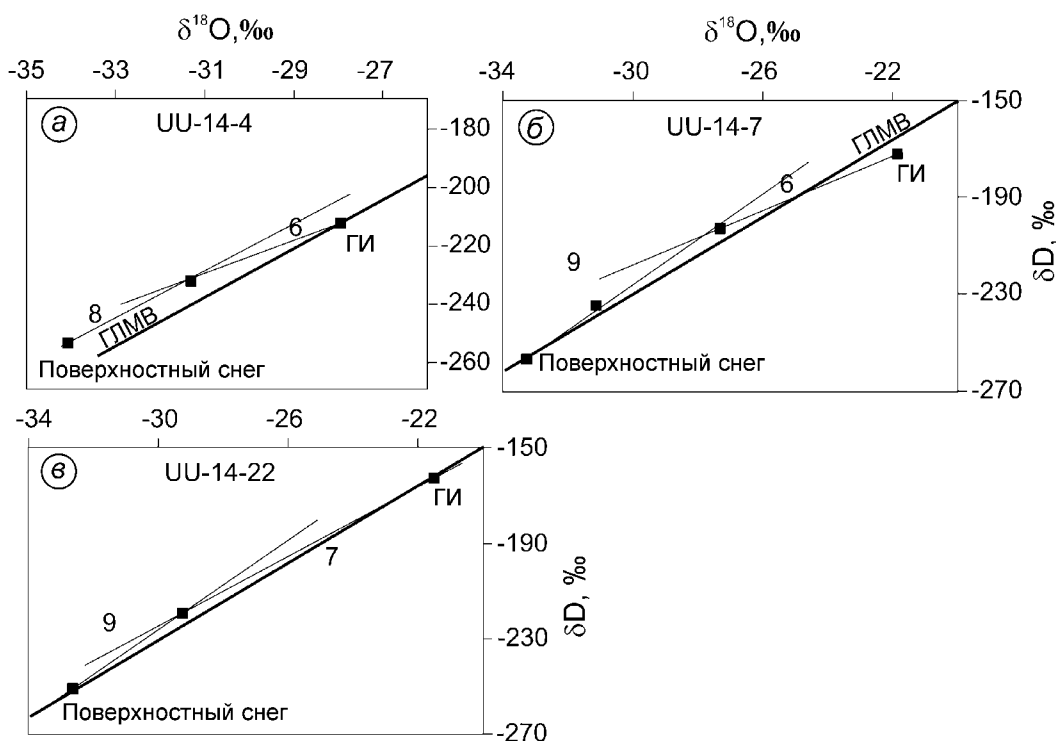 δ¹⁸O,‰
-35 -33 -31 -29 -27
а UU-14-4
-180
-200
-220
-240
-260
6
ГИ
8
ГЛМВ
Поверхностный снег
δ¹⁸O,‰
-34 -30 -26 -22
б UU-14-7
-150
-190
-230
-270
ГЛМВ
6
ГИ
9
Поверхностный снег
δD, ‰
-34 -30 -26 -22
в UU-14-22
-150
-190
-230
-270
ГИ
7
9
Поверхностный снег
δD, ‰